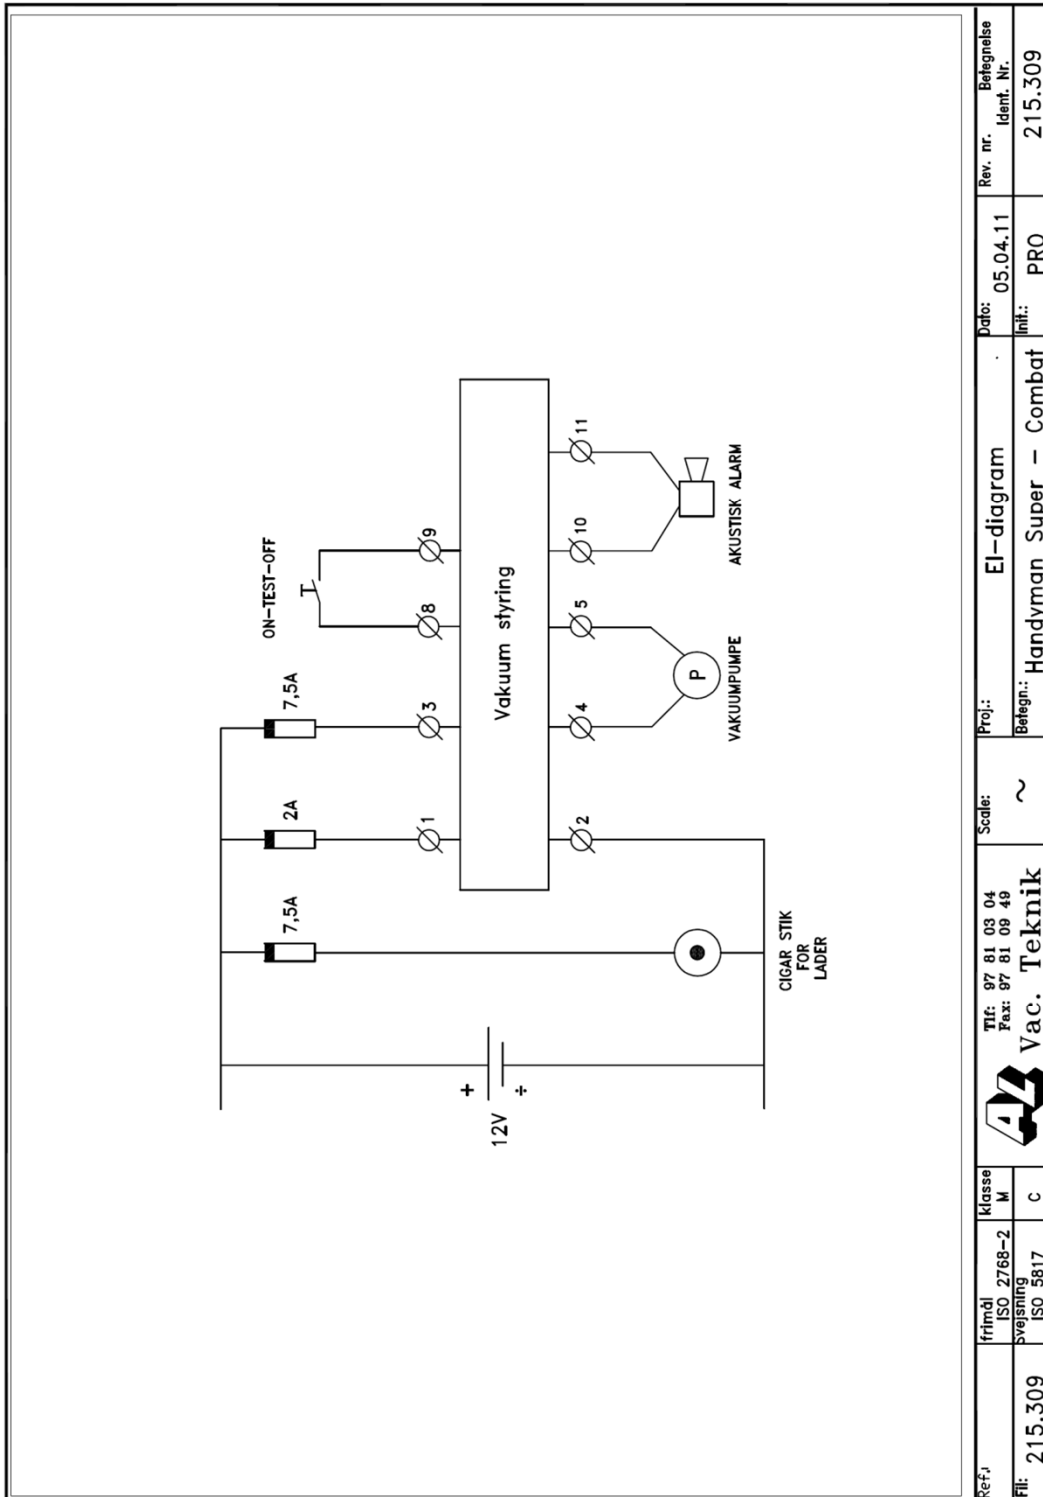 ON-TEST-OFF
7,5A
2A
7,5A
1
3
8
9
Vakuum styring
2
4
5
10
11
12V
+
÷
P
VAKUUMPUMPE
AKUSTISK ALARM
CIGAR STIK
FOR
LADER
Ref.:
Fil: 215.309
frimål
ISO 2768-2
klasse
M
Svejsning
ISO 5817
C
AL Vac. Teknik
Tlf: 97 81 03 04
Fax: 97 81 09 49
Scale:
~
Proj.:
El-diagram
Betegn.: Handyman Super - Combat
Dato: 05.04.11
Init.: PRO
Rev. nr.
Betegnelse
Ident. Nr.
215.309